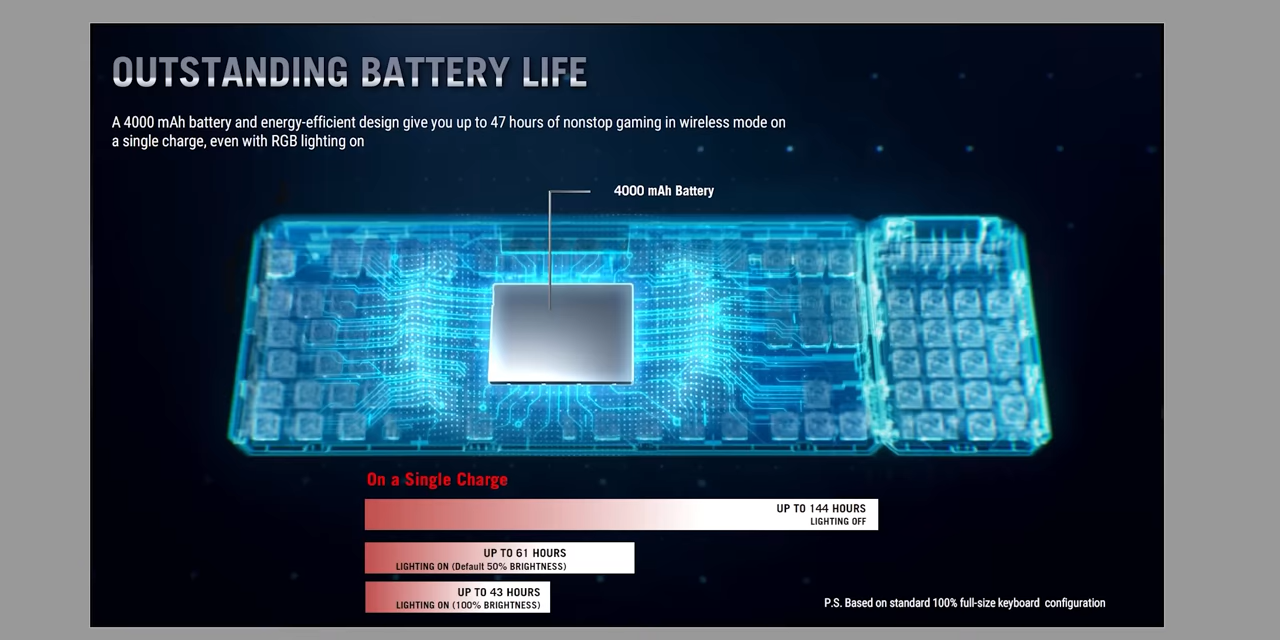 OUTSTANDING BATTERY LIFE
A 4000 mAh battery and energy-efficient design give you up to 47 hours of nonstop gaming in wireless mode on
a single charge, even with RGB lighting on
4000 mAh Battery
On a Single Charge
UP TO 144 HOURS
LIGHTING OFF
UP TO 61 HOURS
LIGHTING ON (Default 50% BRIGHTNESS)
UP TO 43 HOURS
LIGHTING ON (100% BRIGHTNESS)
P.S. Based on standard 100% full-size keyboard configuration